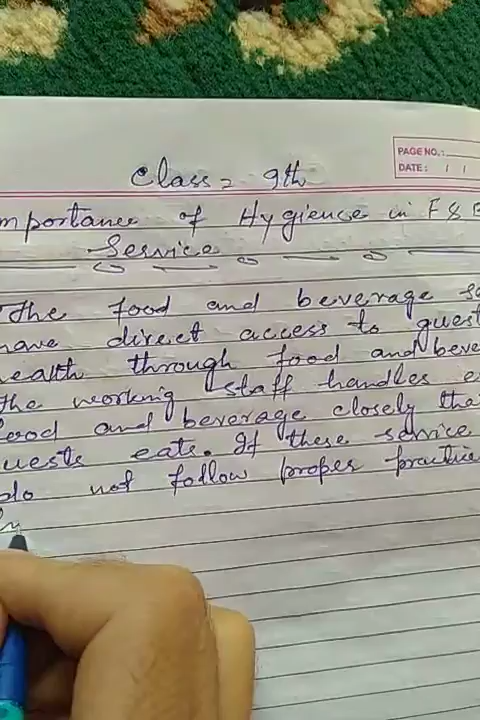 PAGE NO.:
DATE: / /
Class = 9th
mportance of Hygience in F & B
Service
The food and beverage se
have direct access to guest
health through food and beve
The working staff handles
food and beverage closely tha
uests eats. If these service
do not follow proper practice